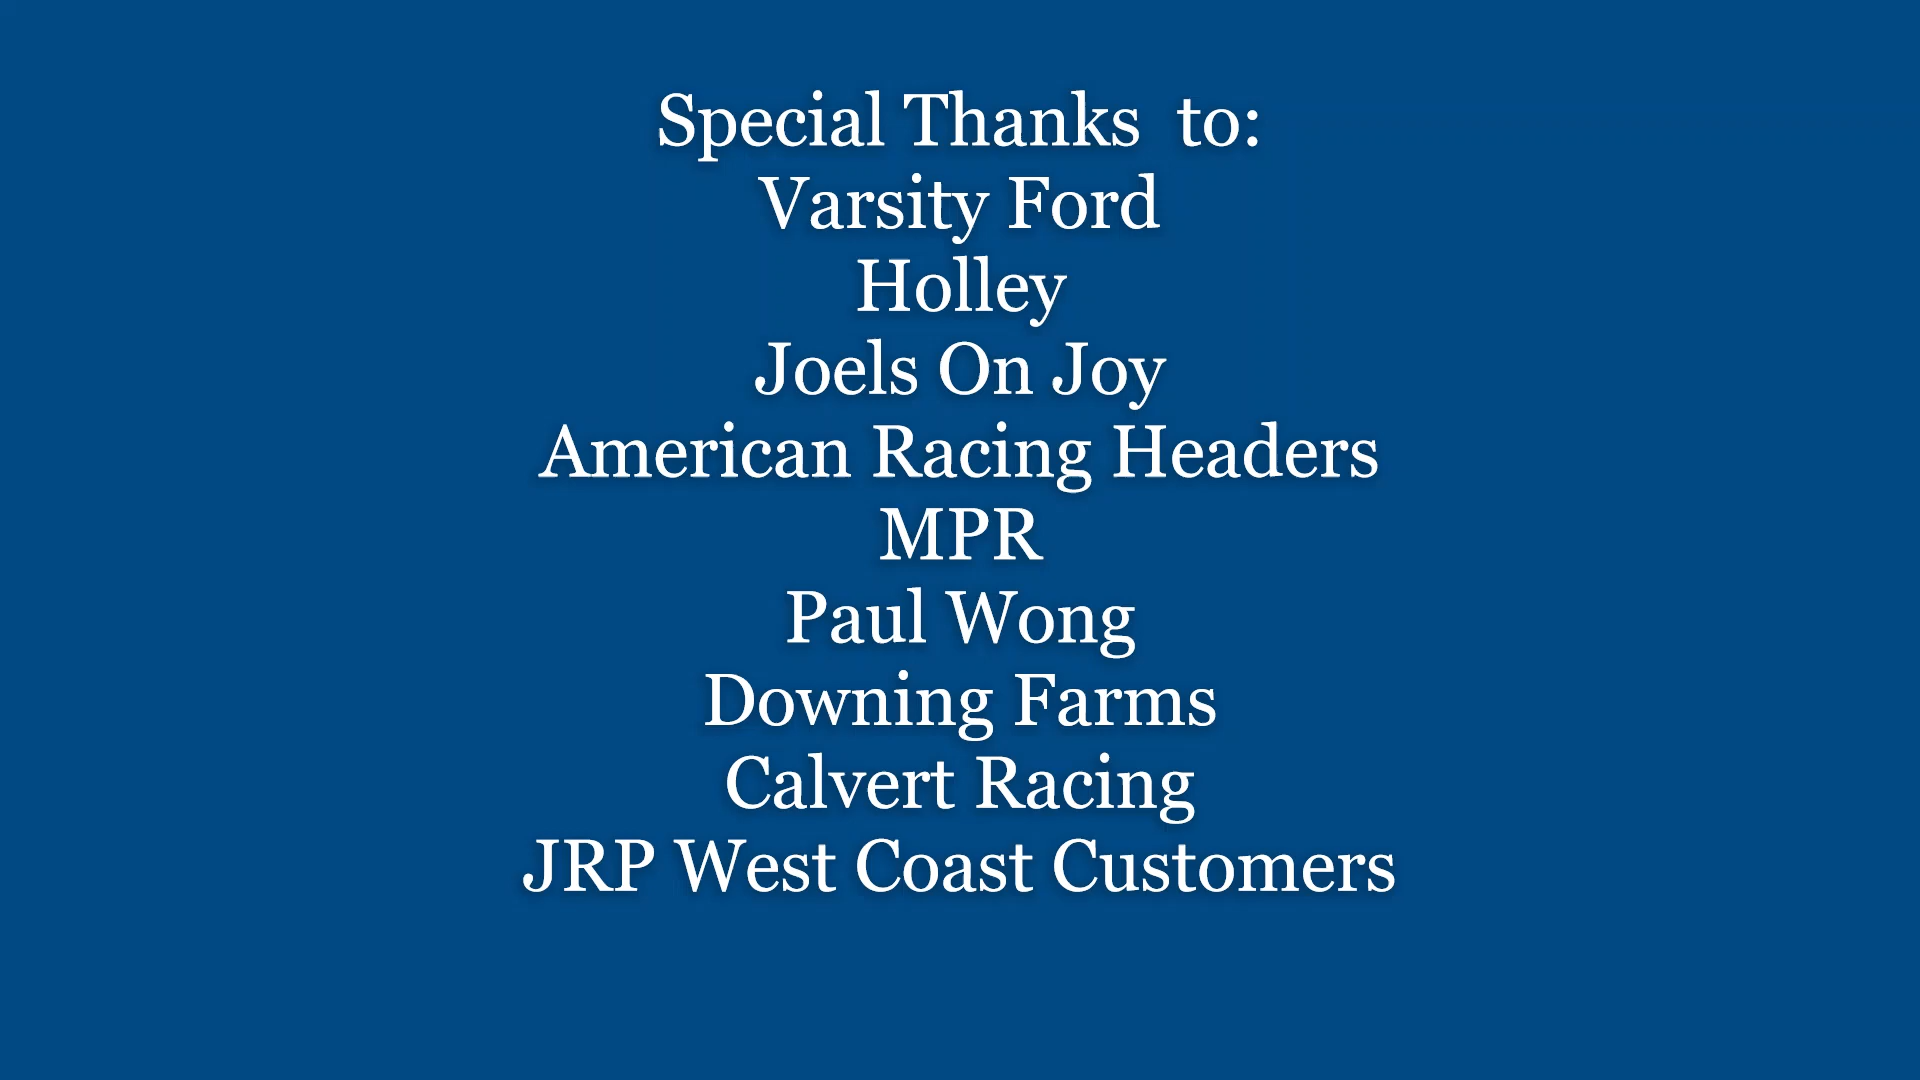 Special Thanks  to:
Varsity Ford
Holley
Joels On Joy
American Racing Headers
MPR
Paul Wong
Downing Farms
Calvert Racing
JRP West Coast Customers